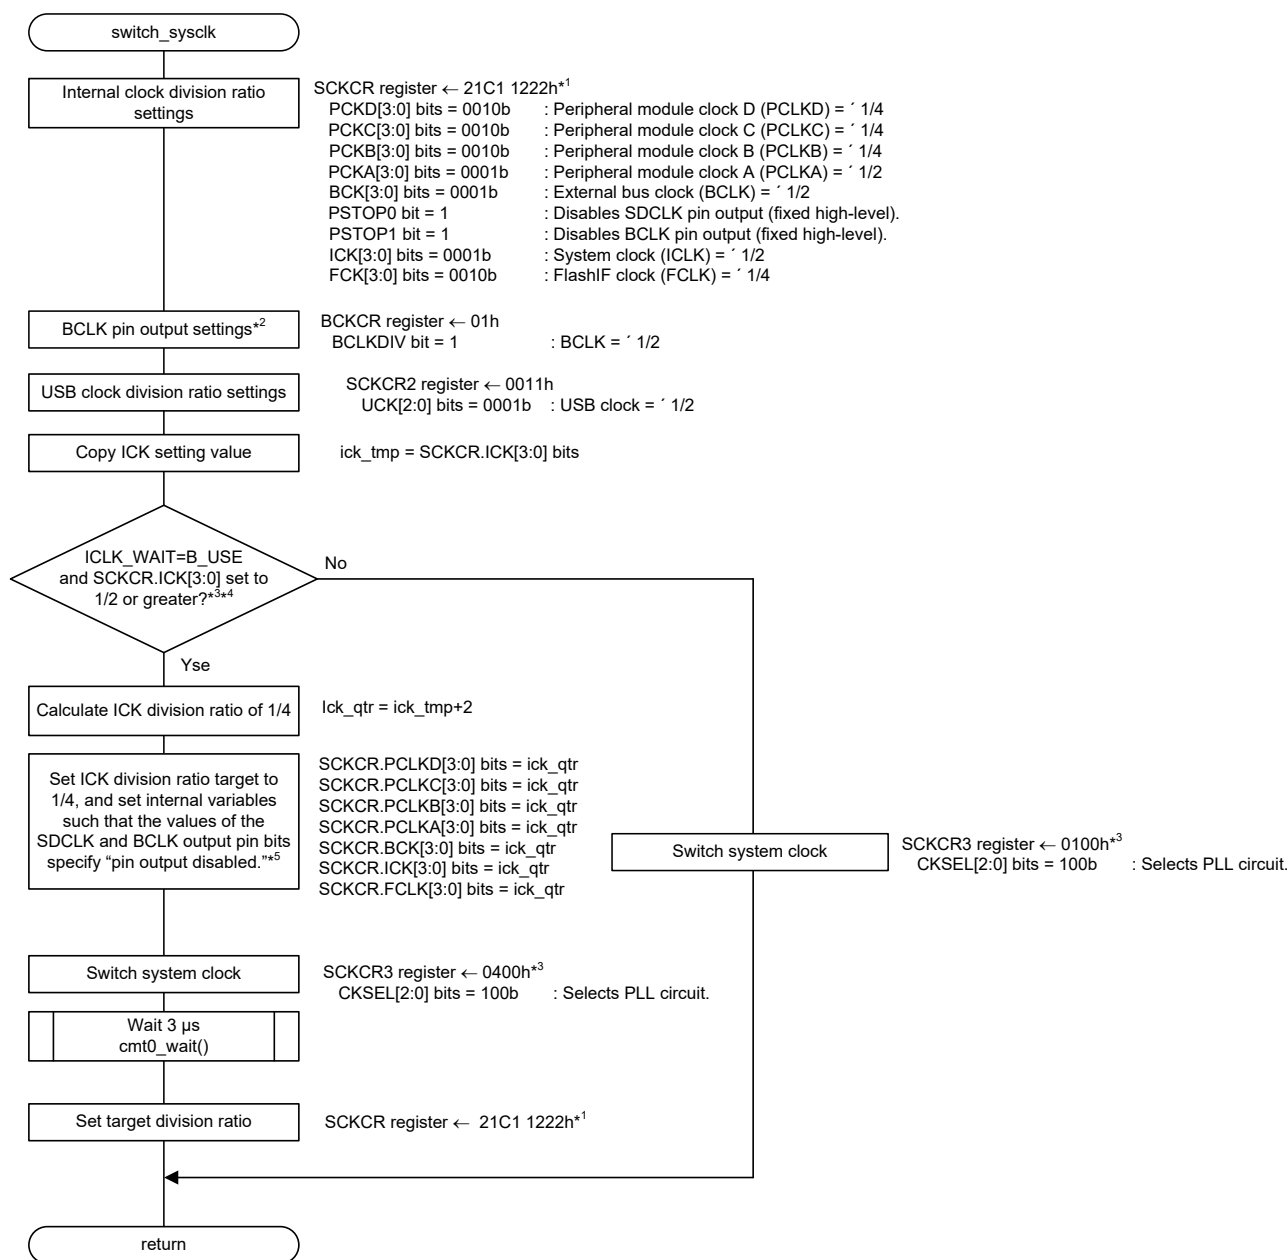 switch_sysclk
Internal clock division ratio
settings
SCKCR register ← 21C1 1222h*1
PCKD[3:0] bits = 0010b : Peripheral module clock D (PCLKD) = ´ 1/4
PCKC[3:0] bits = 0010b : Peripheral module clock C (PCLKC) = ´ 1/4
PCKB[3:0] bits = 0010b : Peripheral module clock B (PCLKB) = ´ 1/4
PCKA[3:0] bits = 0001b : Peripheral module clock A (PCLKA) = ´ 1/2
BCK[3:0] bits = 0001b : External bus clock (BCLK) = ´ 1/2
PSTOP0 bit = 1 : Disables SDCLK pin output (fixed high-level).
PSTOP1 bit = 1 : Disables BCLK pin output (fixed high-level).
ICK[3:0] bits = 0001b : System clock (ICLK) = ´ 1/2
FCK[3:0] bits = 0010b : FlashIF clock (FCLK) = ´ 1/4
BCLK pin output settings*2
BCKCR register ← 01h
BCLKDIV bit = 1 : BCLK = ´ 1/2
USB clock division ratio settings
SCKCR2 register ← 0011h
UCK[2:0] bits = 0001b : USB clock = ´ 1/2
Copy ICK setting value
ick_tmp = SCKCR.ICK[3:0] bits
ICLK_WAIT=B_USE
and SCKCR.ICK[3:0] set to
1/2 or greater?*3*4
No
Yse
Calculate ICK division ratio of 1/4
Ick_qtr = ick_tmp+2
Set ICK division ratio target to
1/4, and set internal variables
such that the values of the
SDCLK and BCLK output pin bits
specify “pin output disabled.”*5
SCKCR.PCLKD[3:0] bits = ick_qtr
SCKCR.PCLKC[3:0] bits = ick_qtr
SCKCR.PCLKB[3:0] bits = ick_qtr
SCKCR.PCLKA[3:0] bits = ick_qtr
SCKCR.BCK[3:0] bits = ick_qtr
SCKCR.ICK[3:0] bits = ick_qtr
SCKCR.FCLK[3:0] bits = ick_qtr
Switch system clock
SCKCR3 register ← 0100h*3
CKSEL[2:0] bits = 100b : Selects PLL circuit.
Switch system clock
SCKCR3 register ← 0400h*3
CKSEL[2:0] bits = 100b : Selects PLL circuit.
Wait 3 µs
cmt0_wait()
Set target division ratio
SCKCR register ← 21C1 1222h*1
return